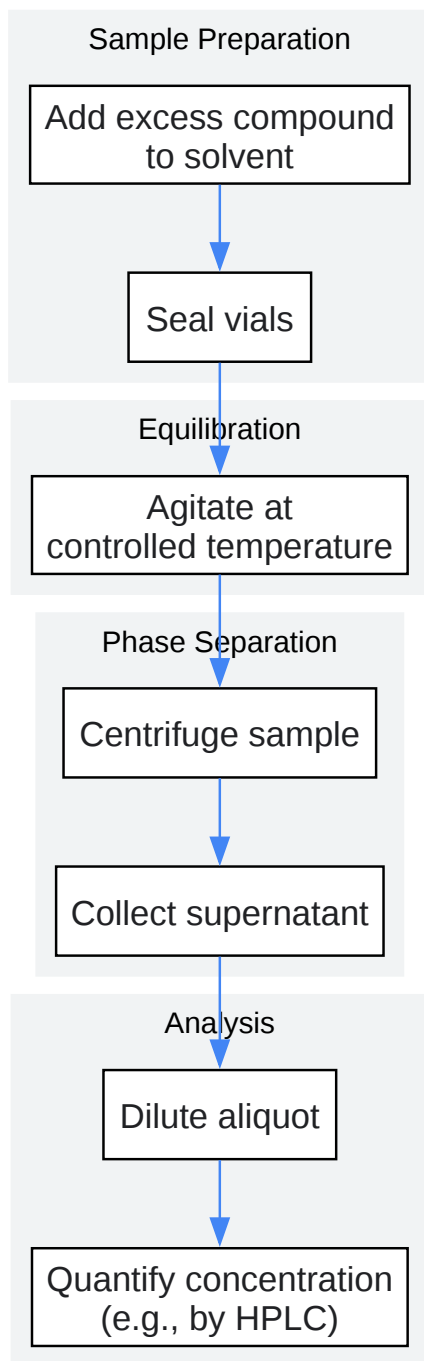 Sample Preparation
Add excess compound
to solvent
Seal vials
Equilibration
Agitate at
controlled temperature
Phase Separation
Centrifuge sample
Collect supernatant
Analysis
Dilute aliquot
Quantify concentration
(e.g., by HPLC)